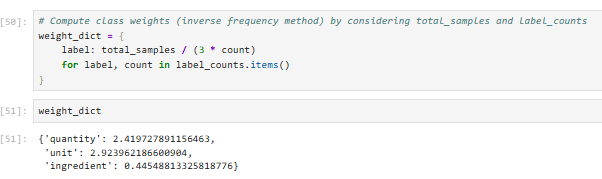 [50]: # Compute class weights (inverse frequency method) by considering total_samples and label_counts
weight_dict = {
    label: total_samples / (3 * count)
    for label, count in label_counts.items()
}
[51]: weight_dict
[51]: {'quantity': 2.419727891156463,
 'unit': 2.923962186600904,
 'ingredient': 0.44548813325818776}